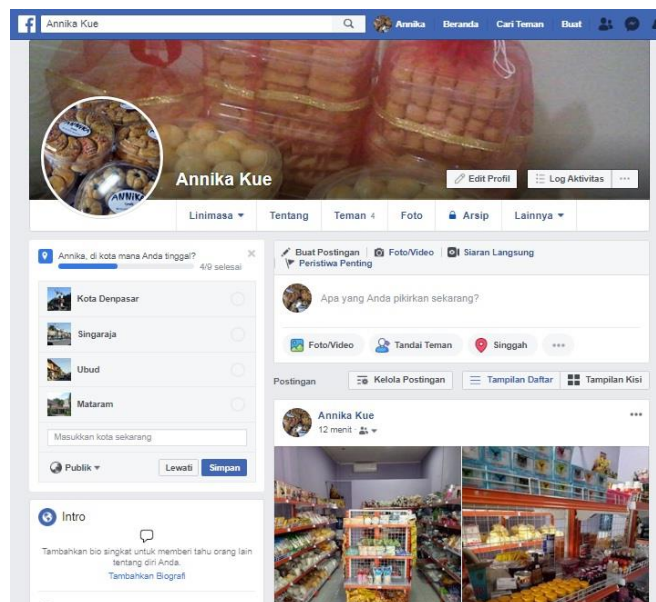 Annika Kue
Annika
Beranda
Cari Teman
Buat
ANNIK
Annika Kue
Edit Profil
Log Aktivitas
Linimasa
Tentang
Teman 4
Foto
Arsip
Lainnya
Annika, di kota mana Anda tinggal?
4/9 selesai
Kota Denpasar
Singaraja
Ubud
Mataram
Masukkan kota sekarang
Publik
Lewati
Simpan
Intro
Tambahkan bio singkat untuk memberi tahu orang lain
tentang diri Anda.
Tambahkan Biografi
Buat Postingan
Foto/Video
Siaran Langsung
Peristiwa Penting
Apa yang Anda pikirkan sekarang?
Foto/Video
Tandai Teman
Singgah
Postingan
Kelola Postingan
Tampilan Daftar
Tampilan Kisi
Annika Kue
12 menit